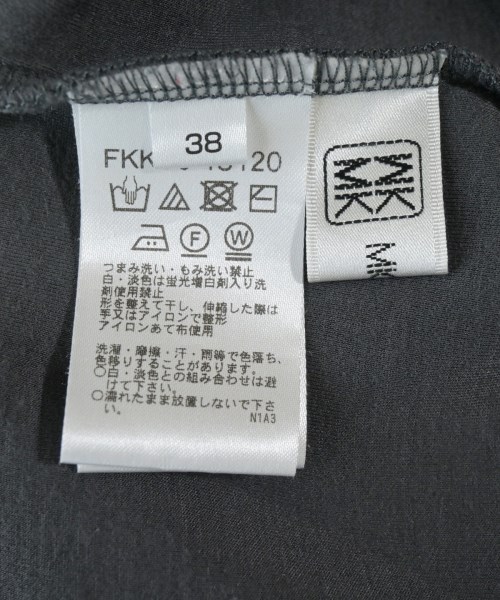 38
FKK
120
F
W
つまみ洗い・もみ洗い禁止
白・淡色は蛍光増白剤入り洗
剤使用禁止
形を整えて干し、伸縮した際は
手又はアイロンで整形
アイロンあて布使用
洗濯・摩擦・汗・雨等で色落ち、
色移りすることがあります。
○白・淡色との組み合わせは避
けて下さい。
○濡れたまま放置しないで下さ
い。
N1A3
MK
MK